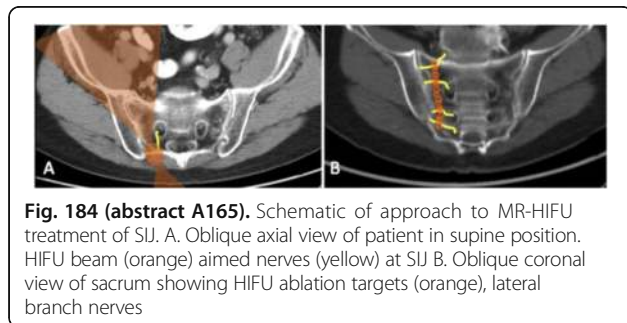 A
B
Fig. 184 (abstract A165). Schematic of approach to MR-HIFU
treatment of SIJ. A. Oblique axial view of patient in supine position.
HIFU beam (orange) aimed nerves (yellow) at SIJ B. Oblique coronal
view of sacrum showing HIFU ablation targets (orange), lateral
branch nerves